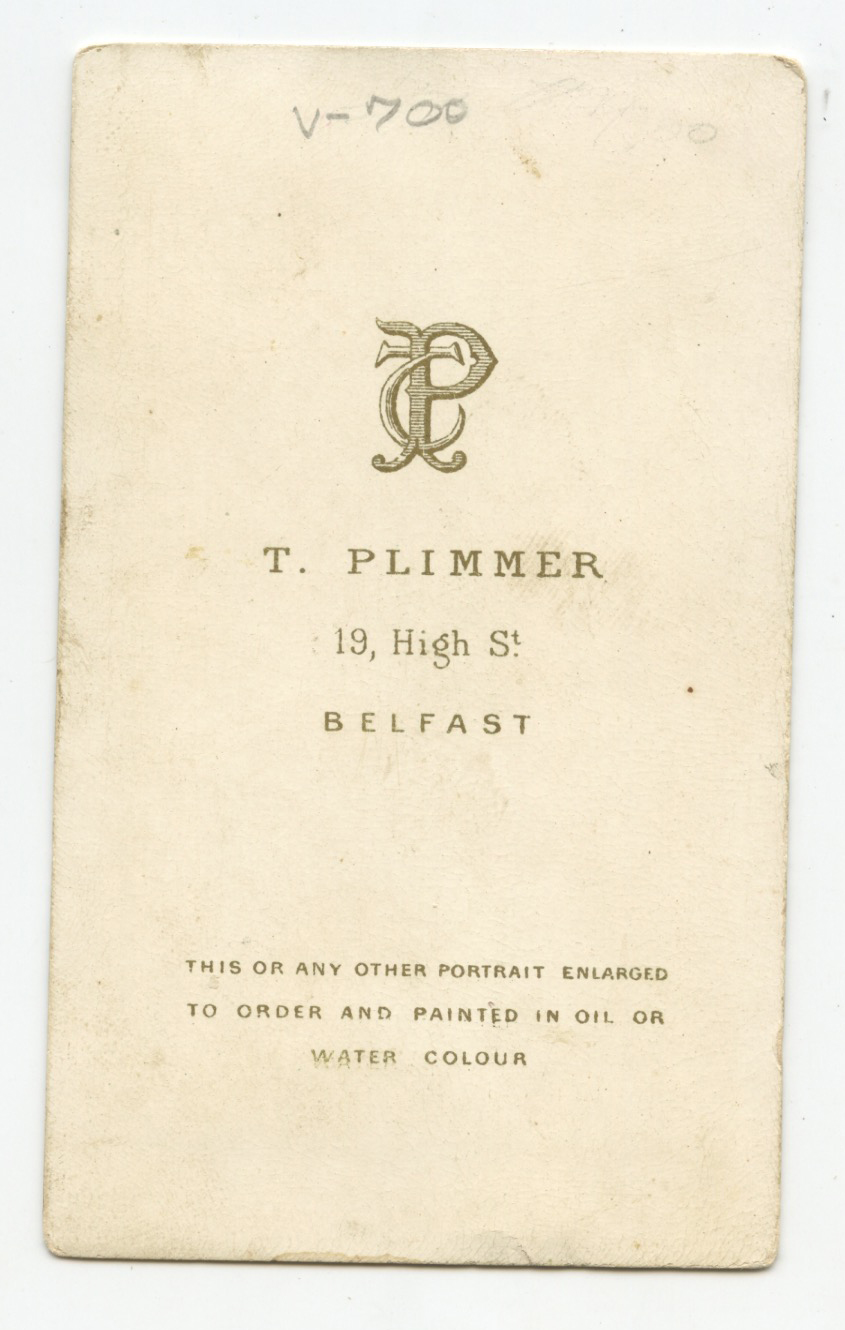 V-700
TP
T. PLIMMER
19, High St.
BELFAST
THIS OR ANY OTHER PORTRAIT ENLARGED
TO ORDER AND PAINTED IN OIL OR
WATER COLOUR